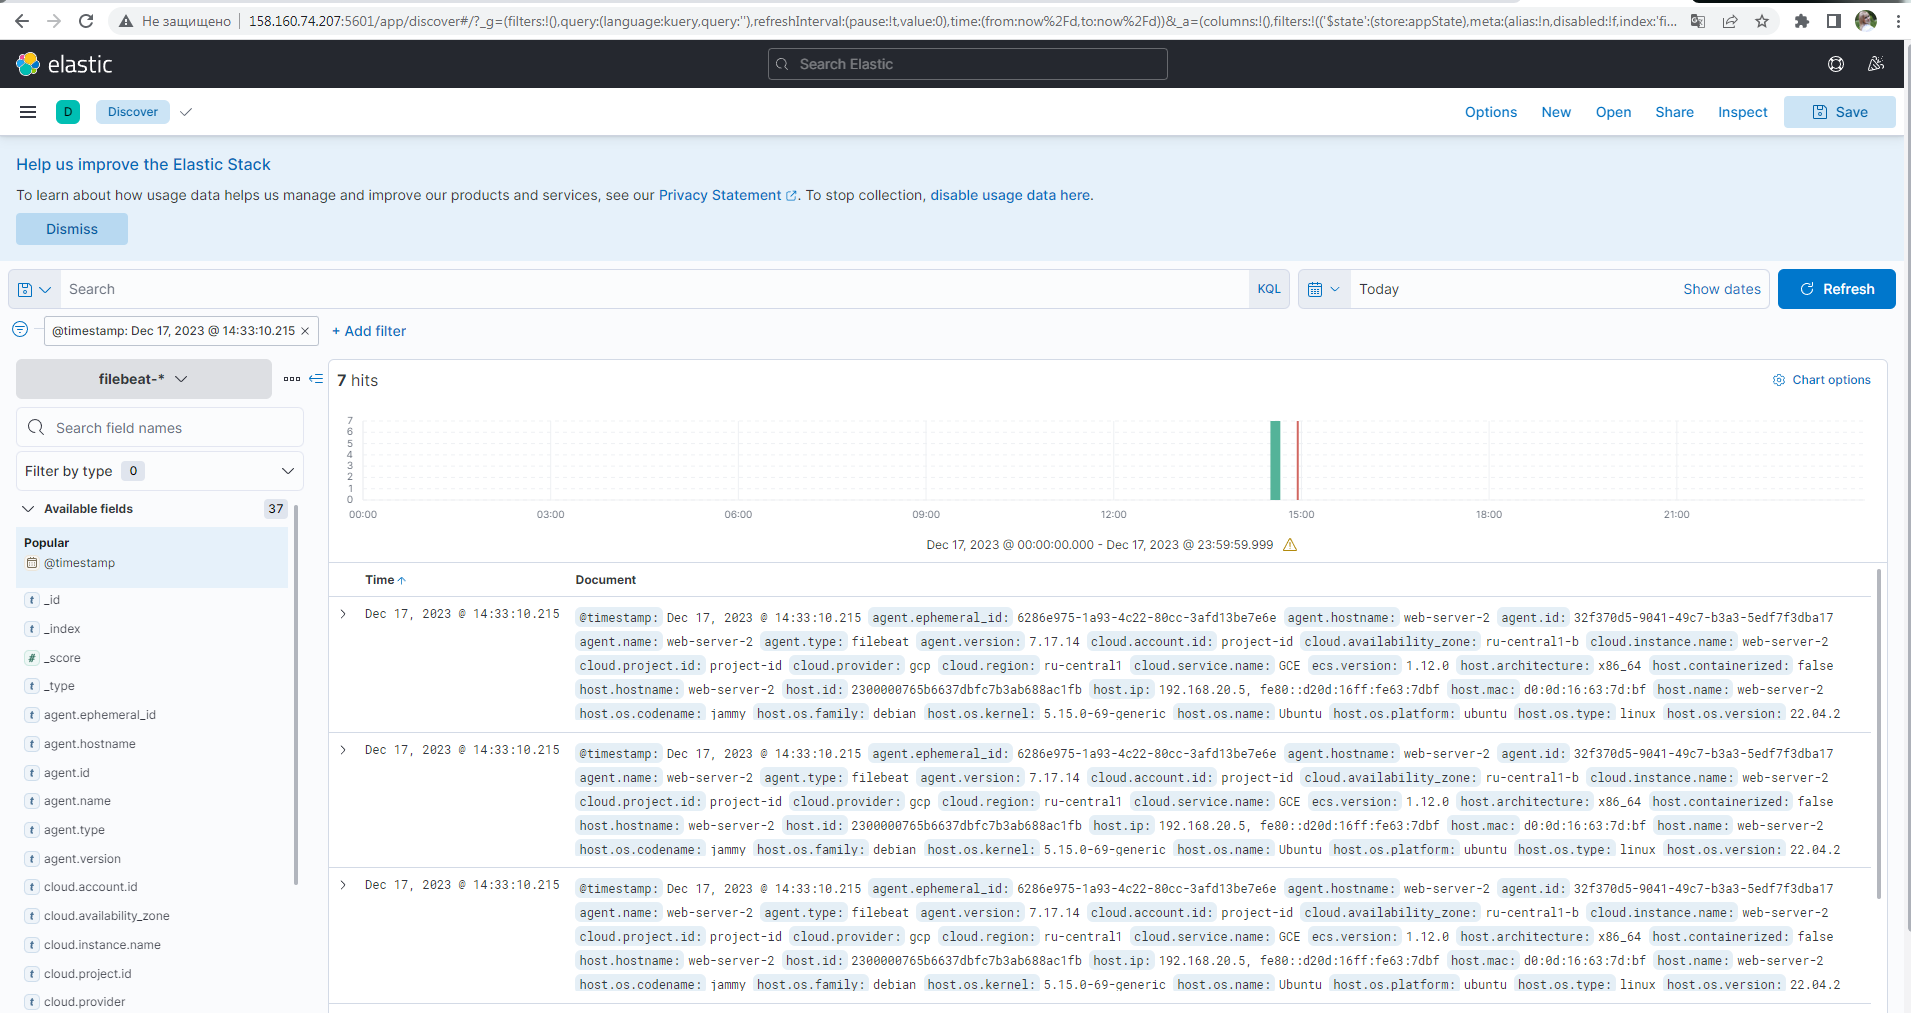 Не защищено 158.160.74.207:5601/app/discover#/?_g=(filters:!(),query:(language:kuery,query:''),refreshInterval:(pause:!t,value:0),time:(from:now%2Fd,to:now%2Fd))&_a=(columns:!(),filters:!(('$state':(store:appState),meta:(alias:!n,disabled:!f,index:'fi...
elastic
Search Elastic
D
Discover
Options New Open Share Inspect Save
Help us improve the Elastic Stack
To learn about how usage data helps us manage and improve our products and services, see our Privacy Statement. To stop collection, disable usage data here.
Dismiss
Search KQL Today Show dates Refresh
@timestamp: Dec 17, 2023 @ 14:33:10.215 × + Add filter
filebeat-*
7 hits Chart options
Search field names
Filter by type 0
Available fields 37
Popular
@timestamp
t _id
t _index
# _score
t _type
t agent.ephemeral_id
t agent.hostname
t agent.id
t agent.name
t agent.type
t agent.version
t cloud.account.id
t cloud.availability_zone
t cloud.instance.name
t cloud.project.id
t cloud.provider
7
6
5
4
3
2
1
0
00:00 03:00 06:00 09:00 12:00 15:00 18:00 21:00
Dec 17, 2023 @ 00:00:00.000 - Dec 17, 2023 @ 23:59:59.999
Time Document
Dec 17, 2023 @ 14:33:10.215 @timestamp: Dec 17, 2023 @ 14:33:10.215 agent.ephemeral_id: 6286e975-1a93-4c22-80cc-3afd13be7e6e agent.hostname: web-server-2 agent.id: 32f370d5-9041-49c7-b3a3-5edf7f3dba17
agent.name: web-server-2 agent.type: filebeat agent.version: 7.17.14 cloud.account.id: project-id cloud.availability_zone: ru-central1-b cloud.instance.name: web-server-2
cloud.project.id: project-id cloud.provider: gcp cloud.region: ru-central1 cloud.service.name: GCE ecs.version: 1.12.0 host.architecture: x86_64 host.containerized: false
host.hostname: web-server-2 host.id: 2300000765b6637dbfc7b3ab688ac1fb host.ip: 192.168.20.5, fe80::d20d:16ff:fe63:7dbf host.mac: d0:0d:16:63:7d:bf host.name: web-server-2
host.os.codename: jammy host.os.family: debian host.os.kernel: 5.15.0-69-generic host.os.name: Ubuntu host.os.platform: ubuntu host.os.type: linux host.os.version: 22.04.2
Dec 17, 2023 @ 14:33:10.215 @timestamp: Dec 17, 2023 @ 14:33:10.215 agent.ephemeral_id: 6286e975-1a93-4c22-80cc-3afd13be7e6e agent.hostname: web-server-2 agent.id: 32f370d5-9041-49c7-b3a3-5edf7f3dba17
agent.name: web-server-2 agent.type: filebeat agent.version: 7.17.14 cloud.account.id: project-id cloud.availability_zone: ru-central1-b cloud.instance.name: web-server-2
cloud.project.id: project-id cloud.provider: gcp cloud.region: ru-central1 cloud.service.name: GCE ecs.version: 1.12.0 host.architecture: x86_64 host.containerized: false
host.hostname: web-server-2 host.id: 2300000765b6637dbfc7b3ab688ac1fb host.ip: 192.168.20.5, fe80::d20d:16ff:fe63:7dbf host.mac: d0:0d:16:63:7d:bf host.name: web-server-2
host.os.codename: jammy host.os.family: debian host.os.kernel: 5.15.0-69-generic host.os.name: Ubuntu host.os.platform: ubuntu host.os.type: linux host.os.version: 22.04.2
Dec 17, 2023 @ 14:33:10.215 @timestamp: Dec 17, 2023 @ 14:33:10.215 agent.ephemeral_id: 6286e975-1a93-4c22-80cc-3afd13be7e6e agent.hostname: web-server-2 agent.id: 32f370d5-9041-49c7-b3a3-5edf7f3dba17
agent.name: web-server-2 agent.type: filebeat agent.version: 7.17.14 cloud.account.id: project-id cloud.availability_zone: ru-central1-b cloud.instance.name: web-server-2
cloud.project.id: project-id cloud.provider: gcp cloud.region: ru-central1 cloud.service.name: GCE ecs.version: 1.12.0 host.architecture: x86_64 host.containerized: false
host.hostname: web-server-2 host.id: 2300000765b6637dbfc7b3ab688ac1fb host.ip: 192.168.20.5, fe80::d20d:16ff:fe63:7dbf host.mac: d0:0d:16:63:7d:bf host.name: web-server-2
host.os.codename: jammy host.os.family: debian host.os.kernel: 5.15.0-69-generic host.os.name: Ubuntu host.os.platform: ubuntu host.os.type: linux host.os.version: 22.04.2